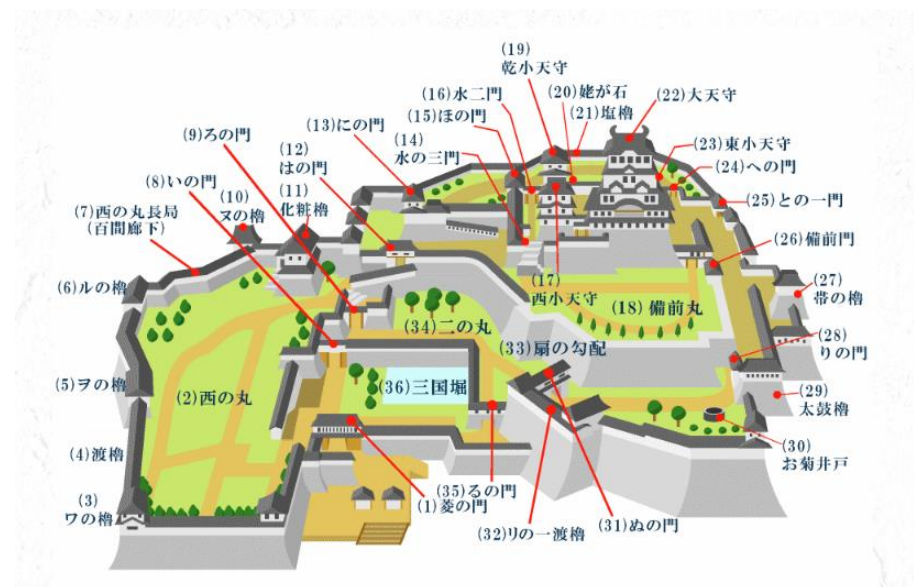 (19)
乾小天守
(20)姥が石
(16)水二門
(21)塩櫓
(22)大天守
(15)ほの門
(13)にの門
(14)
水の三門
(23)東小天守
(9)ろの門
(12)
はの門
(24)への門
(8)いの門
(10)
ヌの櫓
(11)
化粧櫓
(25)との一門
(7)西の丸長局
(百間廊下)
(26)備前門
(6)ルの櫓
(17)
西小天守
(18)備前丸
(27)
帯の櫓
(34)二の丸
(33)扇の勾配
(28)
りの門
(5)ヲの櫓
(2)西の丸
(36)三国堀
(29)
太鼓櫓
(4)渡櫓
(30)
お菊井戸
(3)
ワの櫓
(35)るの門
(1)菱の門
(32)リの一渡櫓
(31)ぬの門